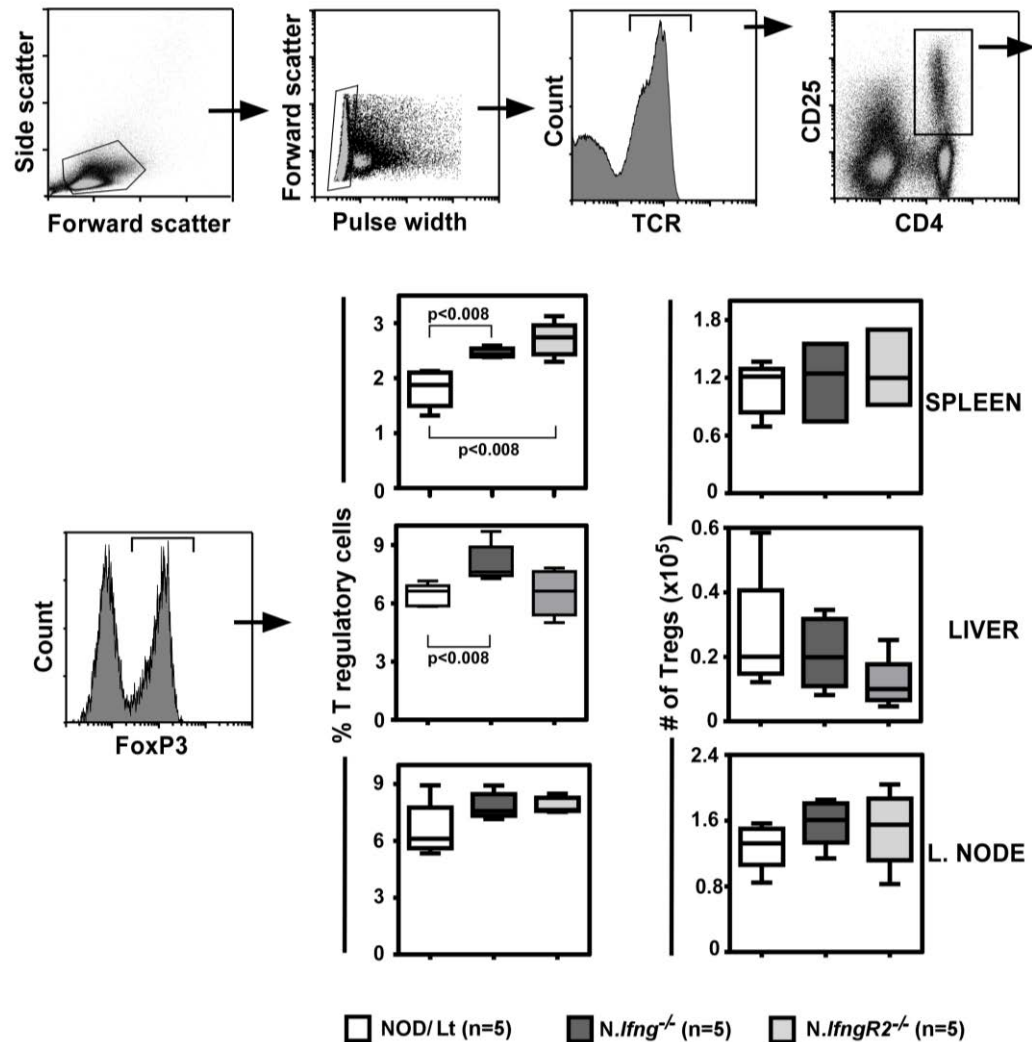 Side scatter
Forward scatter
Forward scatter
Pulse width
Count
TCR
CD25
CD4
Count
FoxP3
% T regulatory cells
3
2
1
0
p<0.008
p<0.008
9
6
3
0
p<0.008
9
6
3
0
# of Tregs (x10⁵)
1.8
1.2
0.6
0
SPLEEN
0.6
0.4
0.2
0
LIVER
2.4
1.6
0.8
0
L. NODE
NOD/Lt (n=5)
N.Ifng-/- (n=5)
N.IfngR2-/- (n=5)